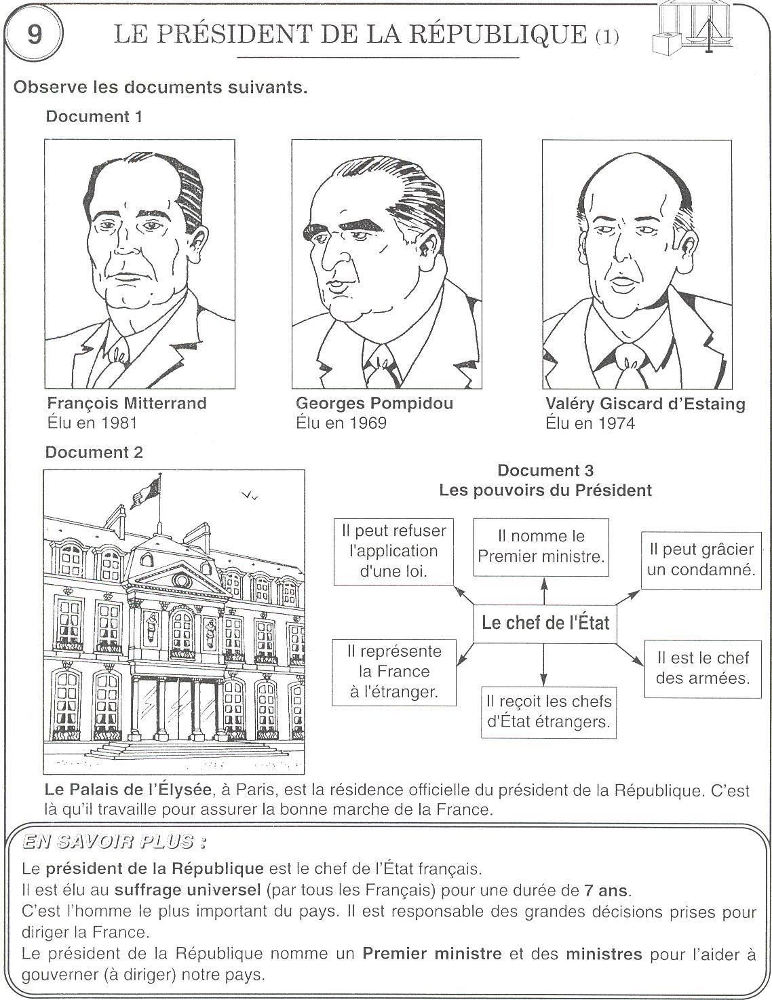 9
LE PRÉSIDENT DE LA RÉPUBLIQUE (1)
Observe les documents suivants.
Document 1
François Mitterrand
Élu en 1981
Georges Pompidou
Élu en 1969
Valéry Giscard d'Estaing
Élu en 1974
Document 2
Document 3
Les pouvoirs du Président
Il peut refuser
l'application
d'une loi.
Il nomme le
Premier ministre.
Il peut grâcier
un condamné.
Le chef de l'État
Il représente
la France
à l'étranger.
Il reçoit les chefs
d'État étrangers.
Il est le chef
des armées.
Le Palais de l'Élysée, à Paris, est la résidence officielle du président de la République. C'est
là qu'il travaille pour assurer la bonne marche de la France.
EN SAVOIR PLUS :
Le président de la République est le chef de l'État français.
Il est élu au suffrage universel (par tous les Français) pour une durée de 7 ans.
C'est l'homme le plus important du pays. Il est responsable des grandes décisions prises pour
diriger la France.
Le président de la République nomme un Premier ministre et des ministres pour l'aider à
gouverner (à diriger) notre pays.